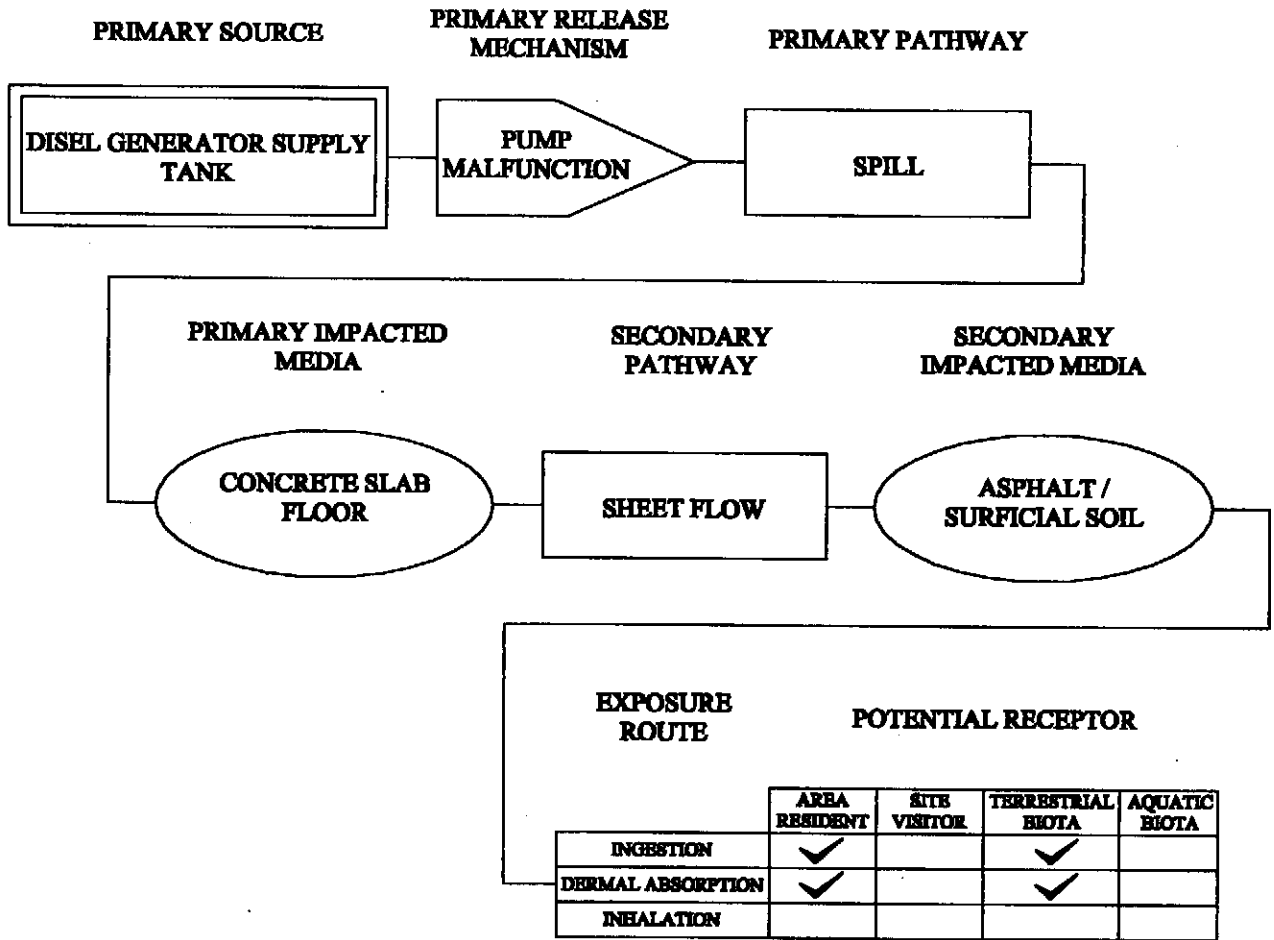 PRIMARY SOURCE
PRIMARY RELEASE
MECHANISM
PRIMARY PATHWAY
DISEL GENERATOR SUPPLY
TANK
PUMP
MALFUNCTION
SPILL
PRIMARY IMPACTED
MEDIA
SECONDARY
PATHWAY
SECONDARY
IMPACTED MEDIA
CONCRETE SLAB
FLOOR
SHEET FLOW
ASPHALT /
SURFICIAL SOIL
EXPOSURE
ROUTE
POTENTIAL RECEPTOR
AREA
RESIDENT
SITE
VISITOR
TERRESTRIAL
BIOTA
AQUATIC
BIOTA
INGESTION
DERMAL ABSORPTION
INHALATION